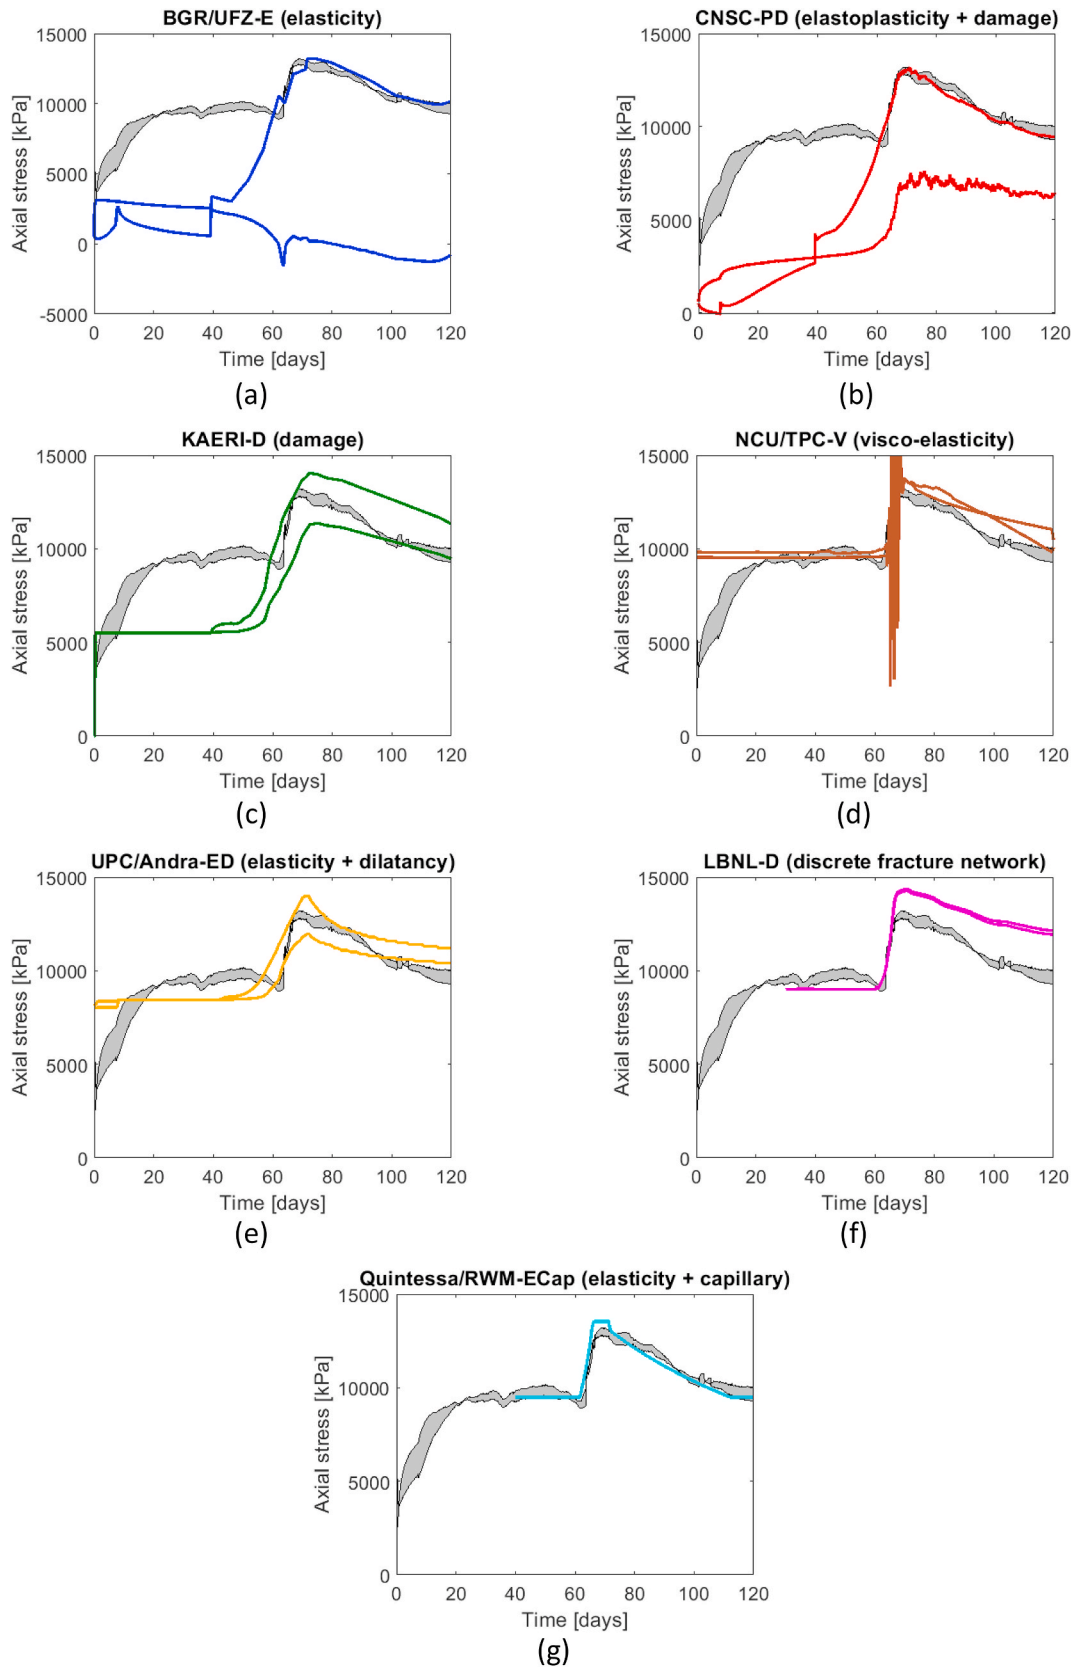 BGR/UFZ-E (elasticity)
15000
10000
5000
0
-5000
Axial stress [kPa]
0 20 40 60 80 100 120
Time [days]
(a)
CNSC-PD (elastoplasticity + damage)
15000
10000
5000
0
Axial stress [kPa]
0 20 40 60 80 100 120
Time [days]
(b)
KAERI-D (damage)
15000
10000
5000
0
Axial stress [kPa]
0 20 40 60 80 100 120
Time [days]
(c)
NCU/TPC-V (visco-elasticity)
15000
10000
5000
0
Axial stress [kPa]
0 20 40 60 80 100 120
Time [days]
(d)
UPC/Andra-ED (elasticity + dilatancy)
15000
10000
5000
0
Axial stress [kPa]
0 20 40 60 80 100 120
Time [days]
(e)
LBNL-D (discrete fracture network)
15000
10000
5000
0
Axial stress [kPa]
0 20 40 60 80 100 120
Time [days]
(f)
Quintessa/RWM-ECap (elasticity + capillary)
15000
10000
5000
0
Axial stress [kPa]
0 20 40 60 80 100 120
Time [days]
(g)